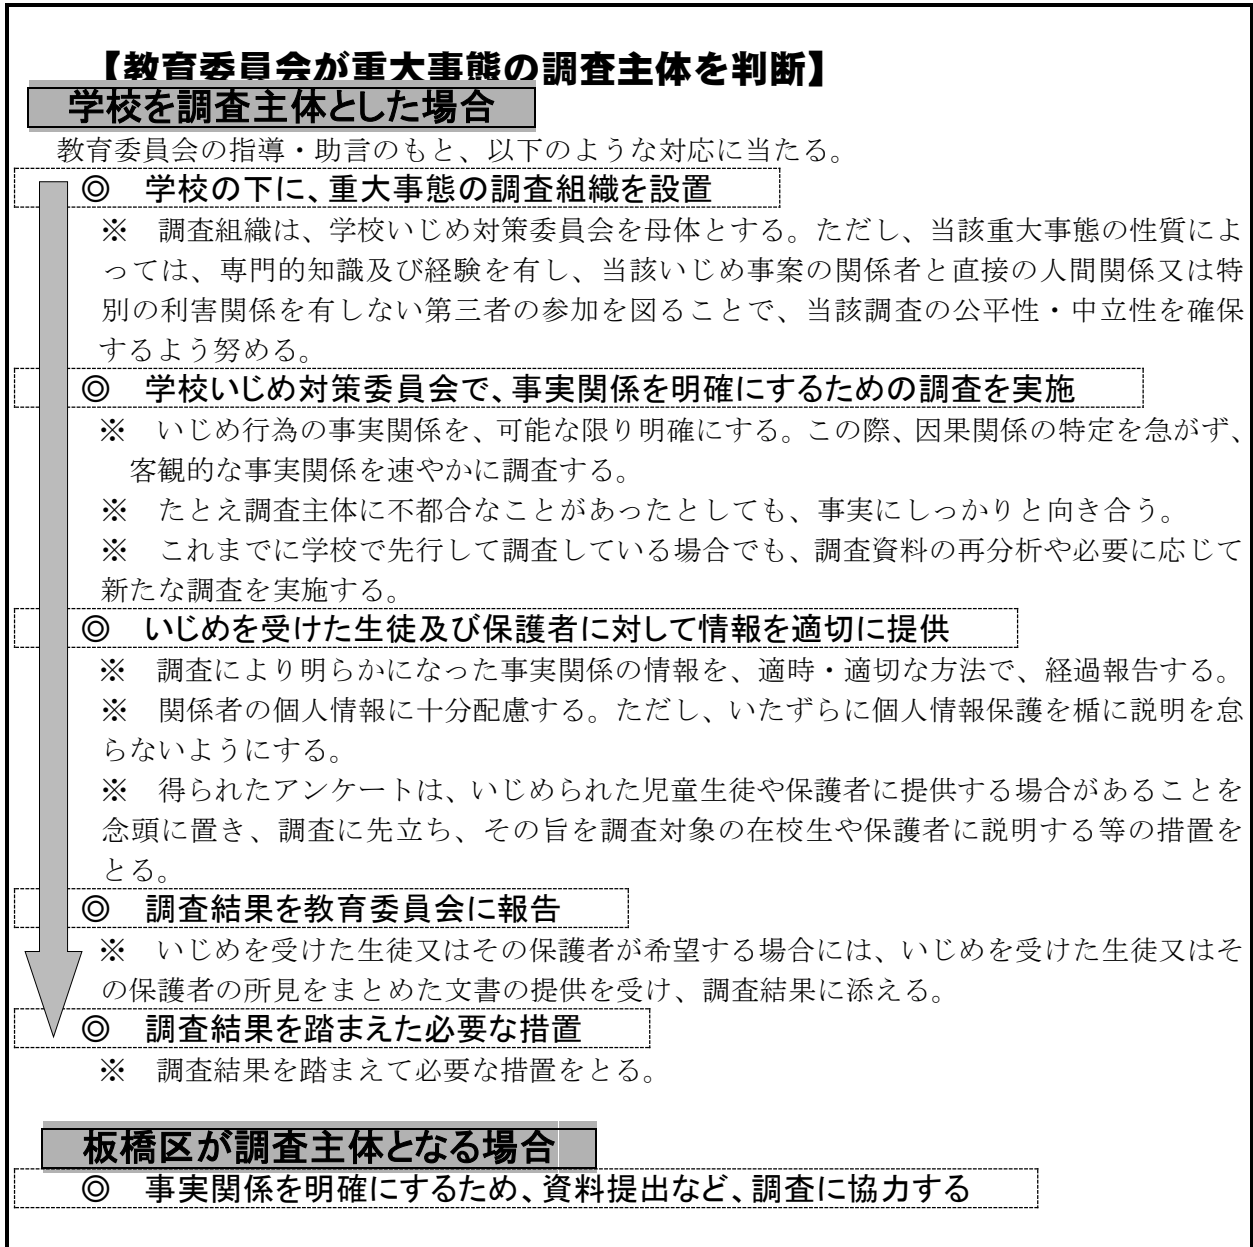 【教育委員会が重大事態の調査主体を判断】
学校を調査主体とした場合
教育委員会の指導・助言のもと、以下のような対応に当たる。
◎　学校の下に、重大事態の調査組織を設置
※　調査組織は、学校いじめ対策委員会を母体とする。ただし、当該重大事態の性質によ
っては、専門的知識及び経験を有し、当該いじめ事案の関係者と直接の人間関係又は特
別の利害関係を有しない第三者の参加を図ることで、当該調査の公平性・中立性を確保
するよう努める。
◎　学校いじめ対策委員会で、事実関係を明確にするための調査を実施
※　いじめ行為の事実関係を、可能な限り明確にする。この際、因果関係の特定を急がず、
客観的な事実関係を速やかに調査する。
※　たとえ調査主体に不都合なことがあったとしても、事実にしっかりと向き合う。
※　これまでに学校で先行して調査している場合でも、調査資料の再分析や必要に応じて
新たな調査を実施する。
◎　いじめを受けた生徒及び保護者に対して情報を適切に提供
※　調査により明らかになった事実関係の情報を、適時・適切な方法で、経過報告する。
※　関係者の個人情報に十分配慮する。ただし、いたずらに個人情報保護を楯に説明を怠
らないようにする。
※　得られたアンケートは、いじめられた児童生徒や保護者に提供する場合があることを
念頭に置き、調査に先立ち、その旨を調査対象の在校生や保護者に説明する等の措置を
とる。
◎　調査結果を教育委員会に報告
※　いじめを受けた生徒又はその保護者が希望する場合には、いじめを受けた生徒又はそ
の保護者の所見をまとめた文書の提供を受け、調査結果に添える。
◎　調査結果を踏まえた必要な措置
※　調査結果を踏まえて必要な措置をとる。
板橋区が調査主体となる場合
◎　事実関係を明確にするため、資料提出など、調査に協力する